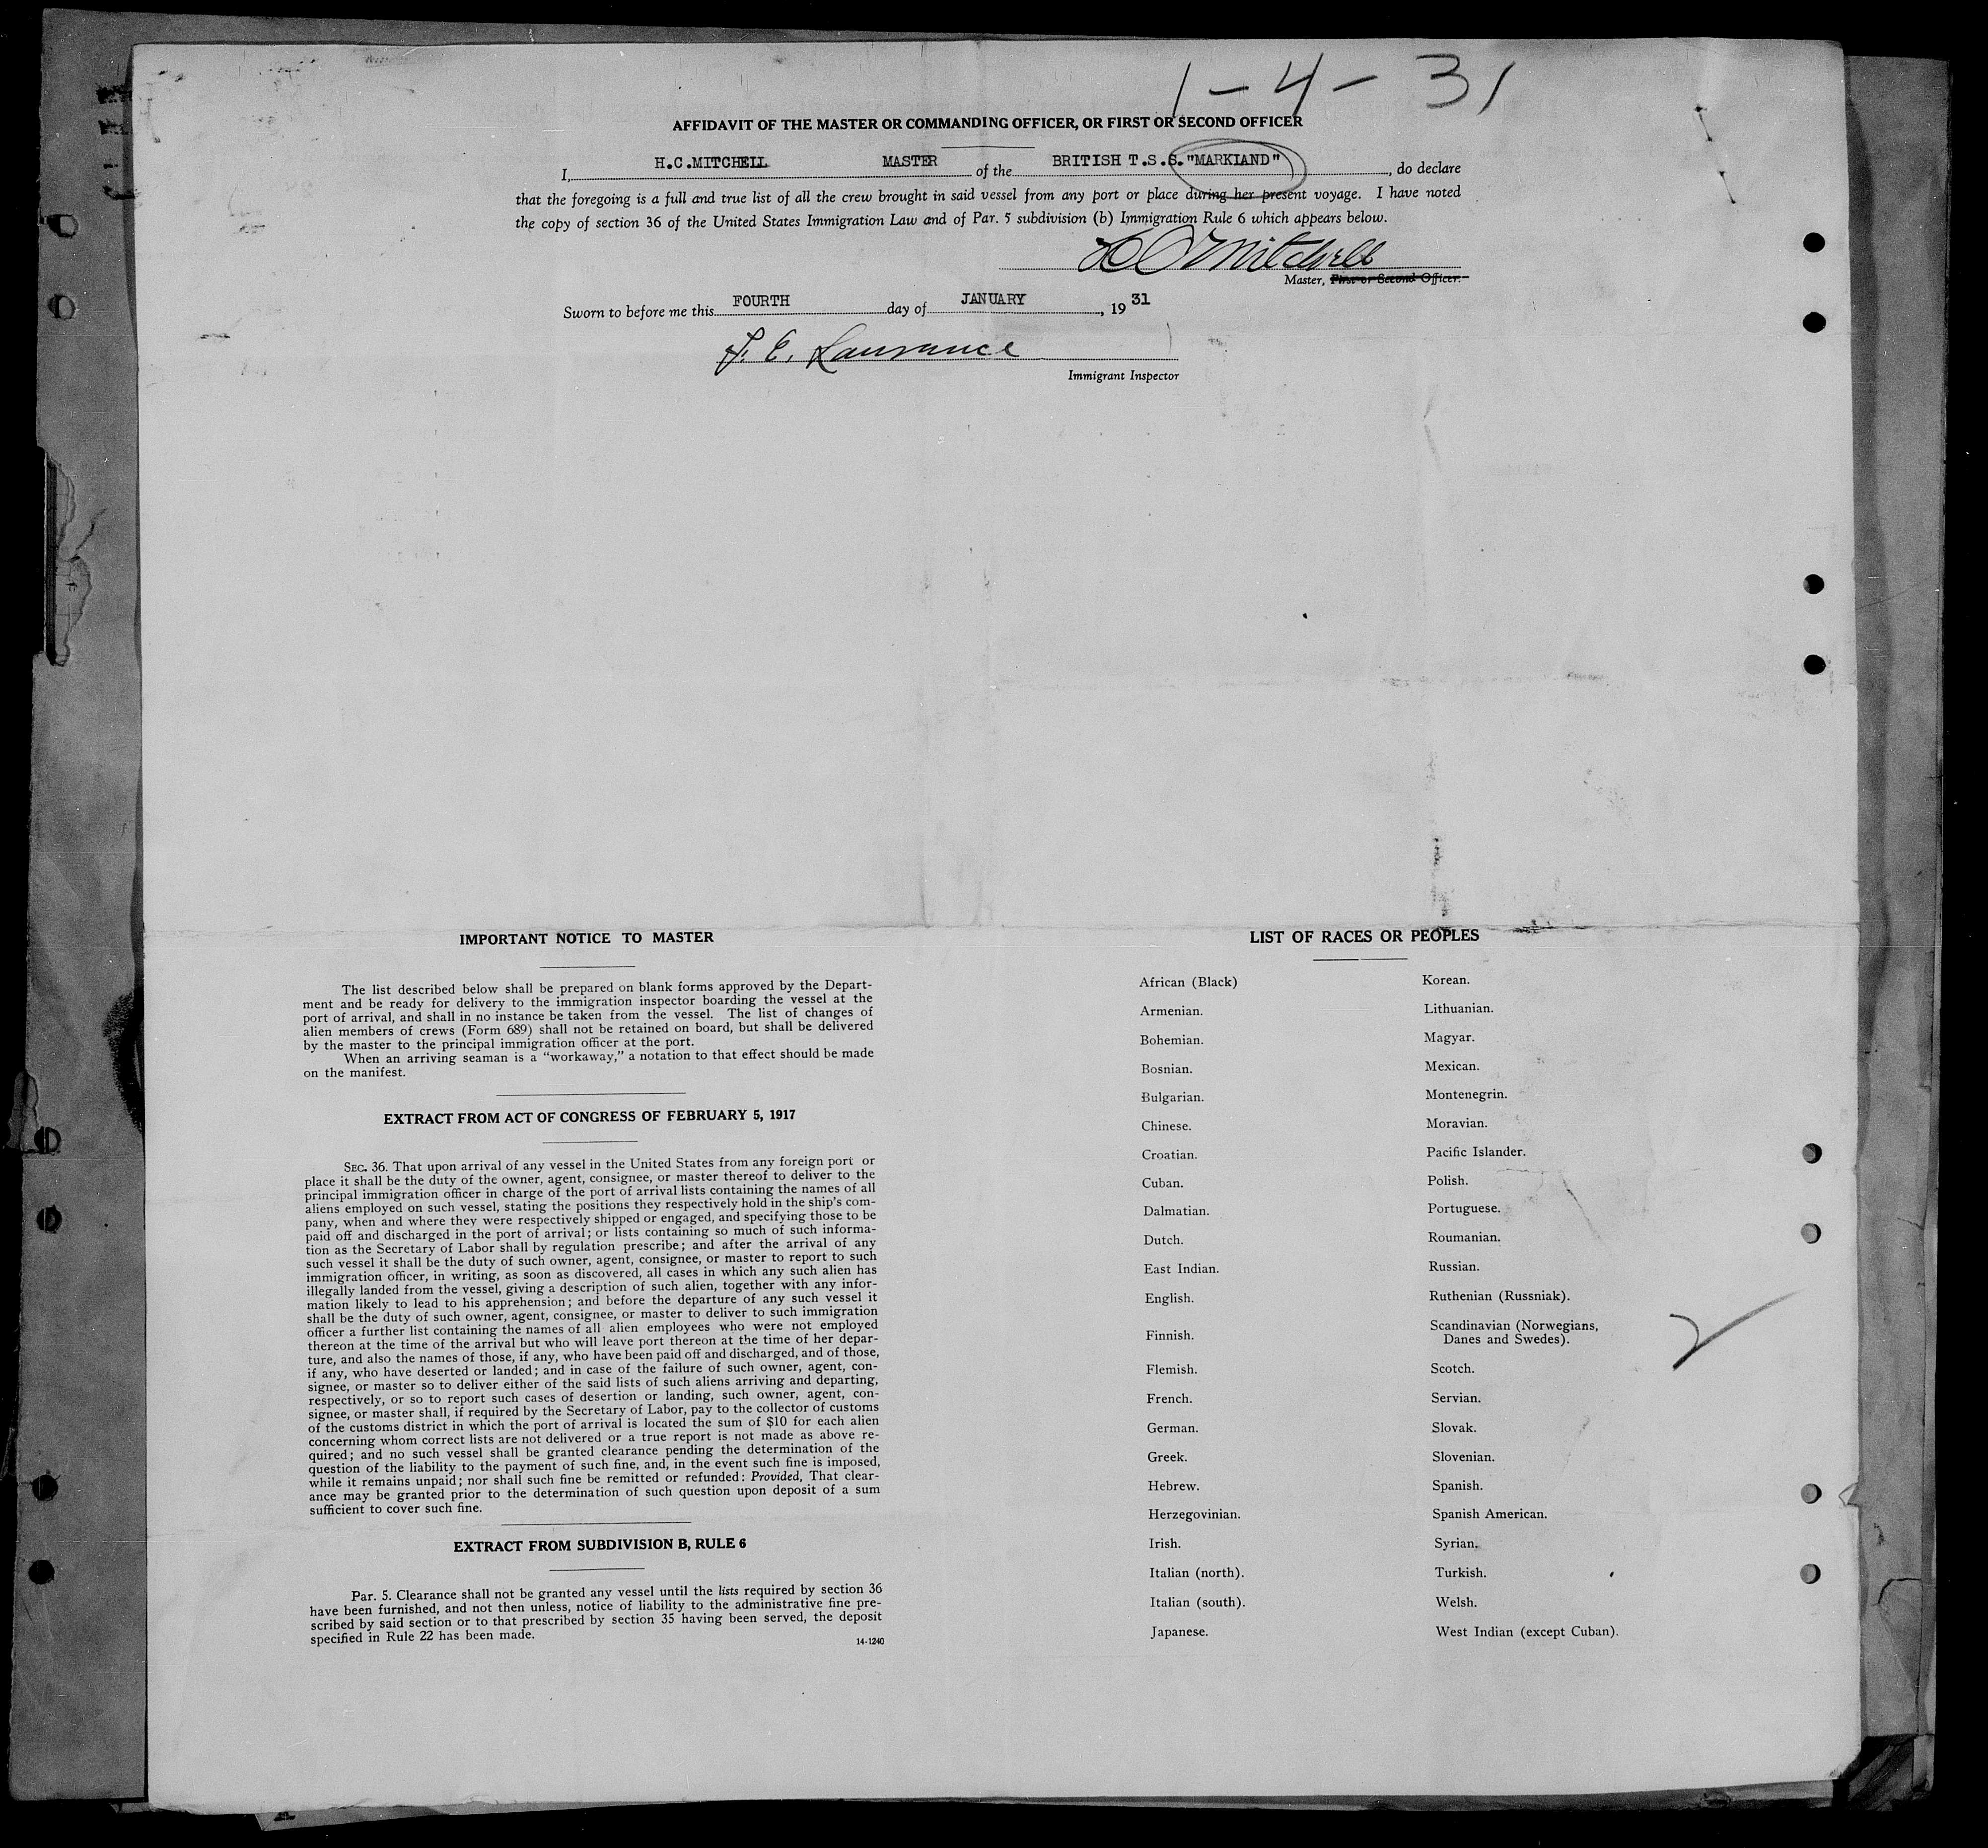 1-4-31
AFFIDAVIT OF THE MASTER OR COMMANDING OFFICER, OR FIRST OR SECOND OFFICER
I, H.C.MITCHELL MASTER of the BRITISH T.S.S."MARKLAND", do declare
that the foregoing is a full and true list of all the crew brought in said vessel from any port or place during her present voyage. I have noted
the copy of section 36 of the United States Immigration Law and of Par. 5 subdivision (b) Immigration Rule 6 which appears below.
H C Mitchell
Master, First or Second Officer.
Sworn to before me this FOURTH day of JANUARY, 19 31
Immigrant Inspector
IMPORTANT NOTICE TO MASTER
The list described below shall be prepared on blank forms approved by the Depart-
ment and be ready for delivery to the immigration inspector boarding the vessel at the
port of arrival, and shall in no instance be taken from the vessel. The list of changes of
alien members of crews (Form 689) shall not be retained on board, but shall be delivered
by the master to the principal immigration officer at the port.
When an arriving seaman is a "workaway," a notation to that effect should be made
on the manifest.
EXTRACT FROM ACT OF CONGRESS OF FEBRUARY 5, 1917
SEC. 36. That upon arrival of any vessel in the United States from any foreign port or
place it shall be the duty of the owner, agent, consignee, or master thereof to deliver to the
principal immigration officer in charge of the port of arrival lists containing the names of all
aliens employed on such vessel, stating the positions they respectively hold in the ship's com-
pany, when and where they were respectively shipped or engaged, and specifying those to be
paid off and discharged in the port of arrival; or lists containing so much of such informa-
tion as the Secretary of Labor shall by regulation prescribe; and after the arrival of any
such vessel it shall be the duty of such owner, agent, consignee, or master to report to such
immigration officer, in writing, as soon as discovered, all cases in which any such alien has
illegally landed from the vessel, giving a description of such alien, together with any infor-
mation likely to lead to his apprehension; and before the departure of any such vessel it
shall be the duty of such owner, agent, consignee, or master to deliver to such immigration
officer a further list containing the names of all alien employees who were not employed
thereon at the time of the arrival but who will leave port thereon at the time of her depar-
ture, and also the names of those, if any, who have been paid off and discharged, and of those,
if any, who have deserted or landed; and in case of the failure of such owner, agent, con-
signee, or master so to deliver either of the said lists of such aliens arriving and departing,
respectively, or so to report such cases of desertion or landing, such owner, agent, con-
signee, or master shall, if required by the Secretary of Labor, pay to the collector of customs
of the customs district in which the port of arrival is located the sum of $10 for each alien
concerning whom correct lists are not delivered or a true report is not made as above re-
quired; and no such vessel shall be granted clearance pending the determination of the
question of the liability to the payment of such fine, and, in the event such fine is imposed,
while it remains unpaid; nor shall such fine be remitted or refunded: Provided, That clear-
ance may be granted prior to the determination of such question upon deposit of a sum
sufficient to cover such fine.
EXTRACT FROM SUBDIVISION B, RULE 6
Par. 5. Clearance shall not be granted any vessel until the lists required by section 36
have been furnished, and not then unless, notice of liability to the administrative fine pre-
scribed by said section or to that prescribed by section 35 having been served, the deposit
specified in Rule 22 has been made.
14-1240
LIST OF RACES OR PEOPLES
African (Black)
Armenian.
Bohemian.
Bosnian.
Bulgarian.
Chinese.
Croatian.
Cuban.
Dalmatian.
Dutch.
East Indian.
English.
Finnish.
Flemish.
French.
German.
Greek.
Hebrew.
Herzegovinian.
Irish.
Italian (north).
Italian (south).
Japanese.
Korean.
Lithuanian.
Magyar.
Mexican.
Montenegrin.
Moravian.
Pacific Islander.
Polish.
Portuguese.
Roumanian.
Russian.
Ruthenian (Russniak).
Scandinavian (Norwegians,
Danes and Swedes).
Scotch.
Servian.
Slovak.
Slovenian.
Spanish.
Spanish American.
Syrian.
Turkish.
Welsh.
West Indian (except Cuban).